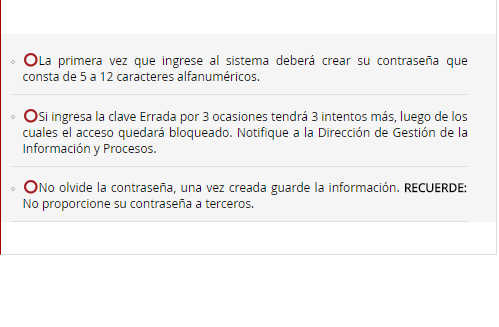 La primera vez que ingrese al sistema deberá crear su contraseña que
consta de 5 a 12 caracteres alfanuméricos.
Si ingresa la clave Errada por 3 ocasiones tendrá 3 intentos más, luego de los
cuales el acceso quedará bloqueado. Notifique a la Dirección de Gestión de la
Información y Procesos.
No olvide la contraseña, una vez creada guarde la información. RECUERDE:
No proporcione su contraseña a terceros.